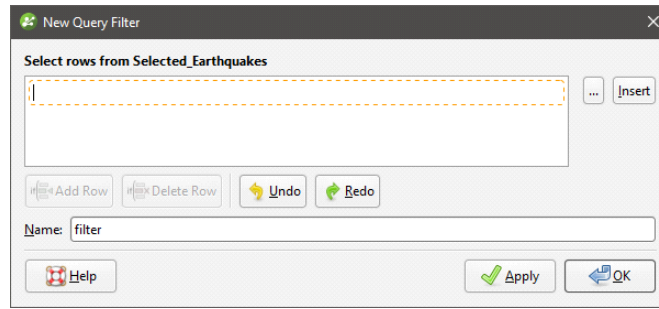 New Query Filter
Select rows from Selected_Earthquakes
... Insert
Add Row Delete Row Undo Redo
Name: filter
Help Apply OK